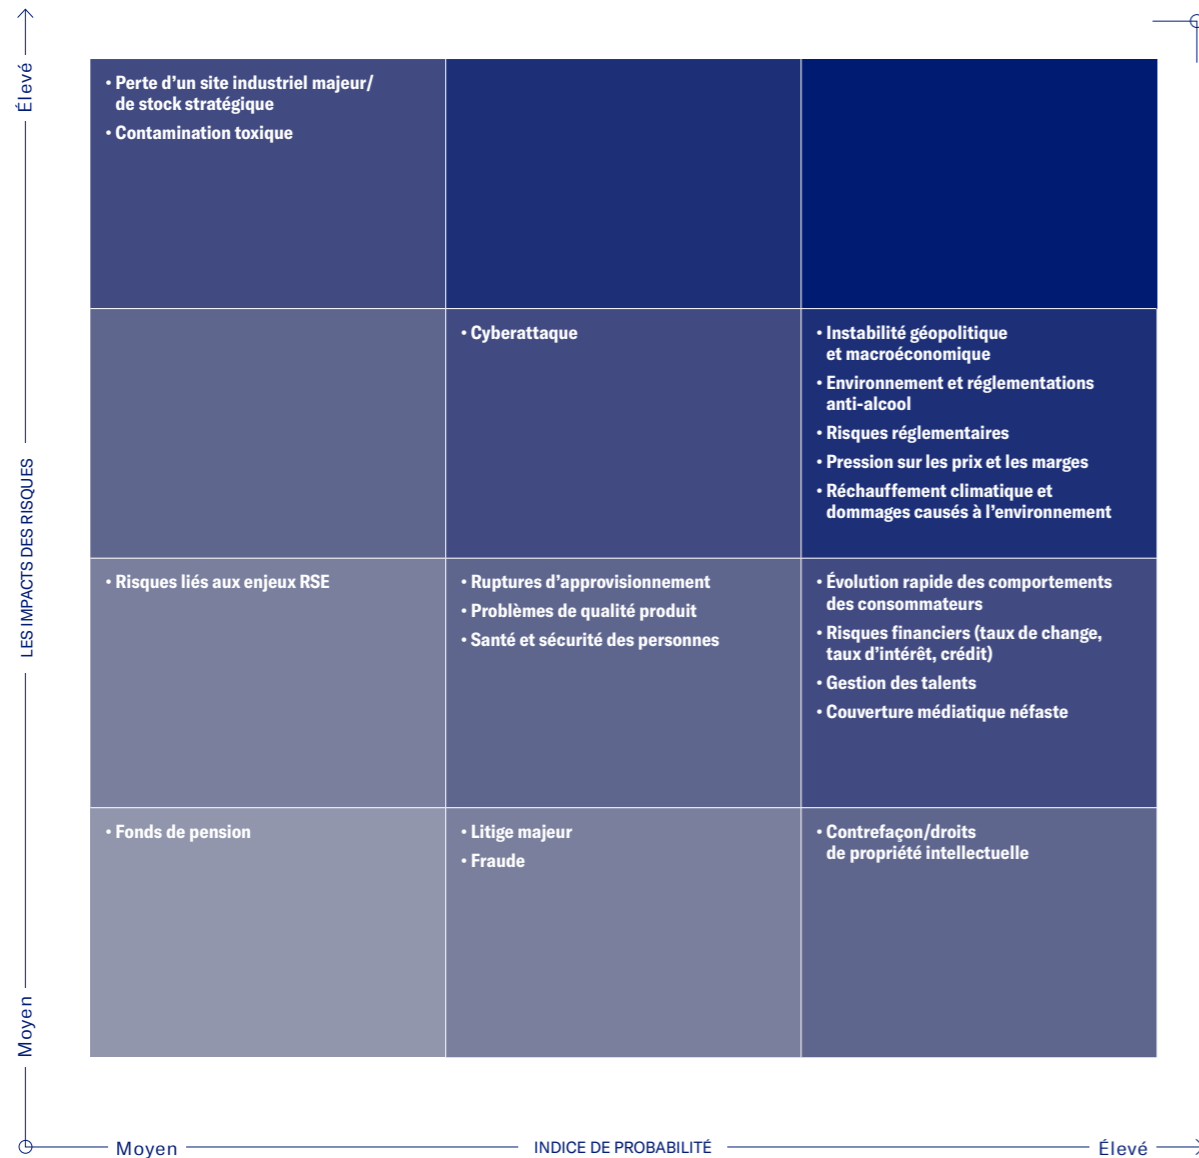 Élevé
LES IMPACTS DES RISQUES
Moyen
• Perte d'un site industriel majeur/
de stock stratégique
• Contamination toxique
• Cyberattaque
• Instabilité géopolitique
et macroéconomique
• Environnement et réglementations
anti-alcool
• Risques réglementaires
• Pression sur les prix et les marges
• Réchauffement climatique et
dommages causés à l'environnement
• Risques liés aux enjeux RSE
• Ruptures d'approvisionnement
• Problèmes de qualité produit
• Santé et sécurité des personnes
• Évolution rapide des comportements
des consommateurs
• Risques financiers (taux de change,
taux d'intérêt, crédit)
• Gestion des talents
• Couverture médiatique néfaste
• Fonds de pension
• Litige majeur
• Fraude
• Contrefaçon/droits
de propriété intellectuelle
Moyen
INDICE DE PROBABILITÉ
Élevé